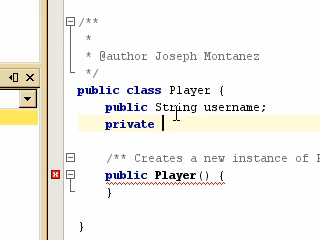 /**
 *
 * @author Joseph Montanez
 */
public class Player {
    public String username;
    private
    /** Creates a new instance of
    public Player() {
    }
}